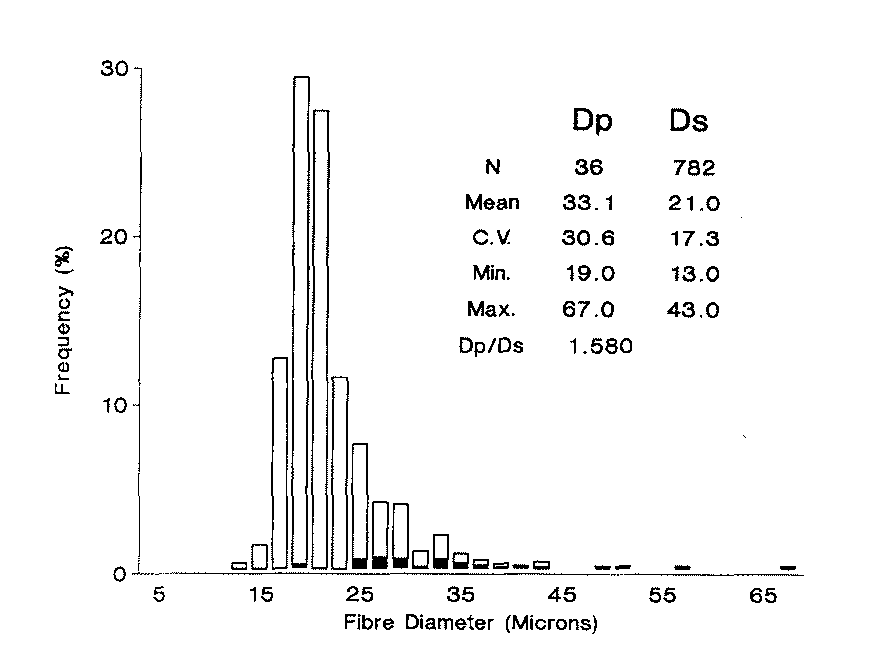 30
20
10
0
Frequency (%)
5 15 25 35 45 55 65
Fibre Diameter (Microns)
Dp Ds
N 36 782
Mean 33.1 21.0
C.V. 30.6 17.3
Min. 19.0 13.0
Max. 67.0 43.0
Dp/Ds 1.580